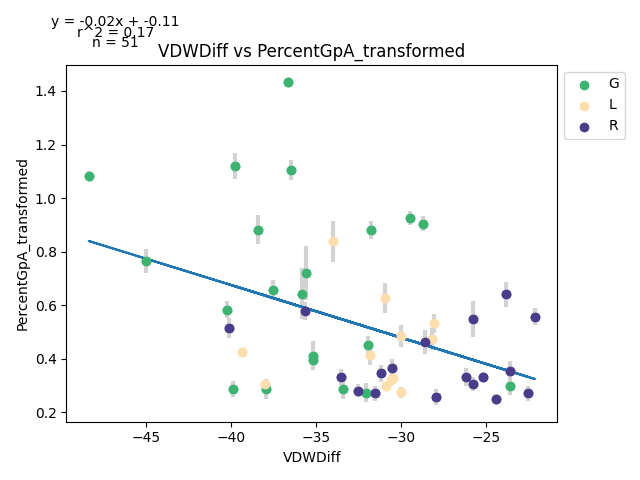 y = -0.02x + -0.11
r^2 = 0.17
n = 51
VDWDiff vs PercentGpA_transformed
G
L
R
PercentGpA_transformed
1.4
1.2
1.0
0.8
0.6
0.4
0.2
−45
−40
−35
−30
−25
VDWDiff